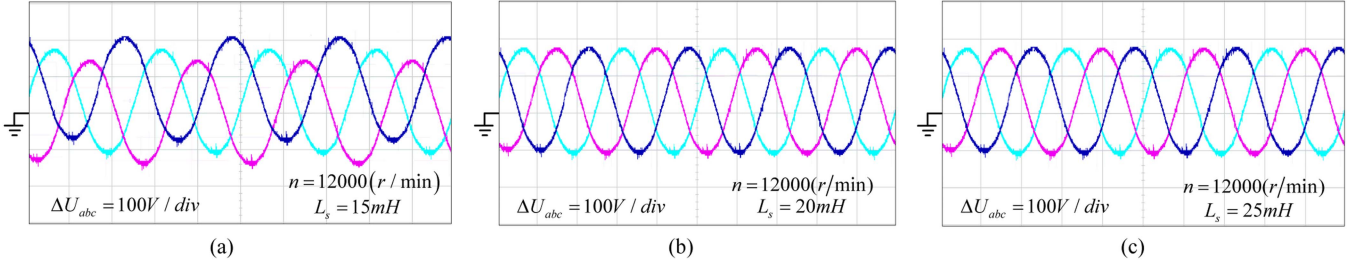 n = 12000(r / min)
ΔU_abc = 100V / div
L_s = 15mH
(a)
n = 12000(r/min)
ΔU_abc = 100V / div
L_s = 20mH
(b)
n = 12000(r/min)
ΔU_abc = 100V / div
L_s = 25mH
(c)